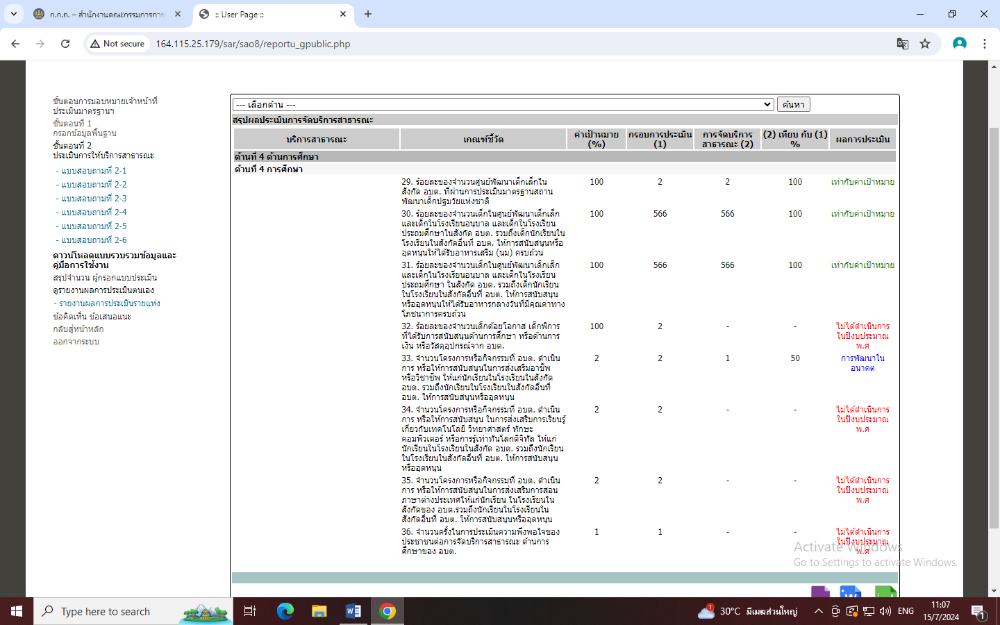 ก.ก.ถ. – สำนักงานคณะกรรมการการ
:: User Page ::
Not secure
164.115.25.179/sar/sao8/reportu_gpublic.php
ขั้นตอนการมอบหมายเจ้าหน้าที่
ประเมินมาตรฐานฯ
ขั้นตอนที่ 1
กรอกข้อมูลพื้นฐาน
ขั้นตอนที่ 2
ประเมินการให้บริการสาธารณะ
- แบบสอบถามที่ 2-1
- แบบสอบถามที่ 2-2
- แบบสอบถามที่ 2-3
- แบบสอบถามที่ 2-4
- แบบสอบถามที่ 2-5
- แบบสอบถามที่ 2-6
ดาวน์โหลดแบบรวบรวมข้อมูลและ
คู่มือการใช้งาน
สรุปจำนวน ผู้กรอกแบบประเมิน
ดูรายงานผลการประเมินตนเอง
- รายงานผลการประเมินรายแห่ง
ข้อคิดเห็น ข้อเสนอแนะ
กลับสู่หน้าหลัก
ออกจากระบบ
--- เลือกด้าน ---
ค้นหา
สรุปผลประเมินการจัดบริการสาธารณะ
บริการสาธารณะ
เกณฑ์ชี้วัด
ค่าเป้าหมาย
(%)
กรอบการประเมิน
(1)
การจัดบริการ
สาธารณะ (2)
(2) เทียบ กับ (1)
%
ผลการประเมิน
ด้านที่ 4 ด้านการศึกษา
ด้านที่ 4 การศึกษา
29. ร้อยละของจำนวนศูนย์พัฒนาเด็กเล็กใน 100 2 2 100 เท่ากับค่าเป้าหมาย
สังกัด อบต. ที่ผ่านการประเมินมาตรฐานสถาน
พัฒนาเด็กปฐมวัยแห่งชาติ
30. ร้อยละของจำนวนเด็กในศูนย์พัฒนาเด็กเล็ก 100 566 566 100 เท่ากับค่าเป้าหมาย
และเด็กในโรงเรียนอนุบาล และเด็กในโรงเรียน
ประถมศึกษาในสังกัด อบต. รวมถึงเด็กนักเรียนใน
โรงเรียนในสังกัดอื่นที่ อบต. ให้การสนับสนุนหรือ
อุดหนุนให้ได้รับอาหารเสริม (นม) ครบถ้วน
31. ร้อยละของจำนวนเด็กในศูนย์พัฒนาเด็กเล็ก 100 566 566 100 เท่ากับค่าเป้าหมาย
และเด็กในโรงเรียนอนุบาล และเด็กในโรงเรียน
ประถมศึกษา ในสังกัด อบต. รวมถึงเด็กนักเรียน
ในโรงเรียนในสังกัดอื่นที่ อบต. ให้การสนับสนุน
หรืออุดหนุนให้ได้รับอาหารกลางวันที่มีคุณค่าทาง
โภชนาการครบถ้วน
32. ร้อยละของจำนวนเด็กด้อยโอกาส เด็กพิการ 100 2 - - ไม่ได้ดำเนินการ
ที่ได้รับการสนับสนุนด้านการศึกษา หรือด้านการ ในปีงบประมาณ
เงิน หรือวัสดุอุปกรณ์จาก อบต. พ.ศ
33. จำนวนโครงการหรือกิจกรรมที่ อบต. ดำเนิน 2 2 1 50 การพัฒนาใน
การ หรือให้การสนับสนุนในการส่งเสริมอาชีพ อนาคต
หรือวิชาชีพ ให้แก่นักเรียนในโรงเรียนในสังกัด
อบต. รวมถึงนักเรียนในโรงเรียนในสังกัดอื่นที่
อบต. ให้การสนับสนุนหรืออุดหนุน
34. จำนวนโครงการหรือกิจกรรมที่ อบต. ดำเนิน 2 2 - - ไม่ได้ดำเนินการ
การ หรือให้การสนับสนุน ในการส่งเสริมการเรียนรู้ ในปีงบประมาณ
เกี่ยวกับเทคโนโลยี วิทยาศาสตร์ ทักษะ พ.ศ
คอมพิวเตอร์ หรือการรู้เท่าทันโลกดิจิทัล ให้แก่
นักเรียนในโรงเรียนในสังกัด อบต. รวมถึงนักเรียน
ในโรงเรียนในสังกัดอื่นที่ อบต. ให้การสนับสนุน
หรืออุดหนุน
35. จำนวนโครงการหรือกิจกรรมที่ อบต. ดำเนิน 2 2 - - ไม่ได้ดำเนินการ
การ หรือให้การสนับสนุนในการส่งเสริมการสอน ในปีงบประมาณ
ภาษาต่างประเทศให้แก่นักเรียน ในโรงเรียนใน พ.ศ
สังกัดของ อบต.รวมถึงนักเรียนในโรงเรียนใน
สังกัดอื่นที่ อบต. ให้การสนับสนุนหรืออุดหนุน
36. จำนวนครั้งในการประเมินความพึงพอใจของ 1 1 - - ไม่ได้ดำเนินการ
ประชาชนต่อการจัดบริการสาธารณะ ด้านการ ในปีงบประมาณ
ศึกษาของ อบต. พ.ศ
Activate Windows
Go to Settings to activate Windows.
Type here to search
1
30°C มีเมฆส่วนใหญ่
ENG
11:07
15/7/2024
1